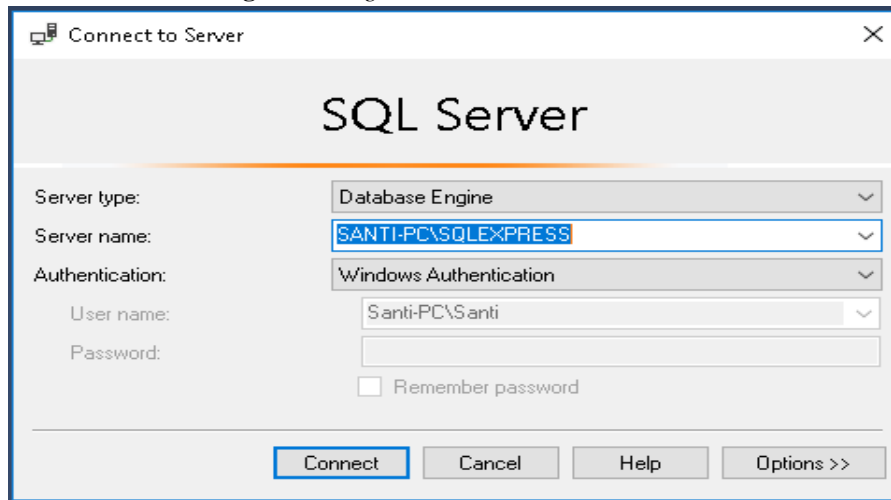 Connect to Server
SQL Server
Server type: Database Engine
Server name: SANTI-PC\SQLEXPRESS
Authentication: Windows Authentication
User name: Santi-PC\Santi
Password:
Remember password
Connect Cancel Help Options >>